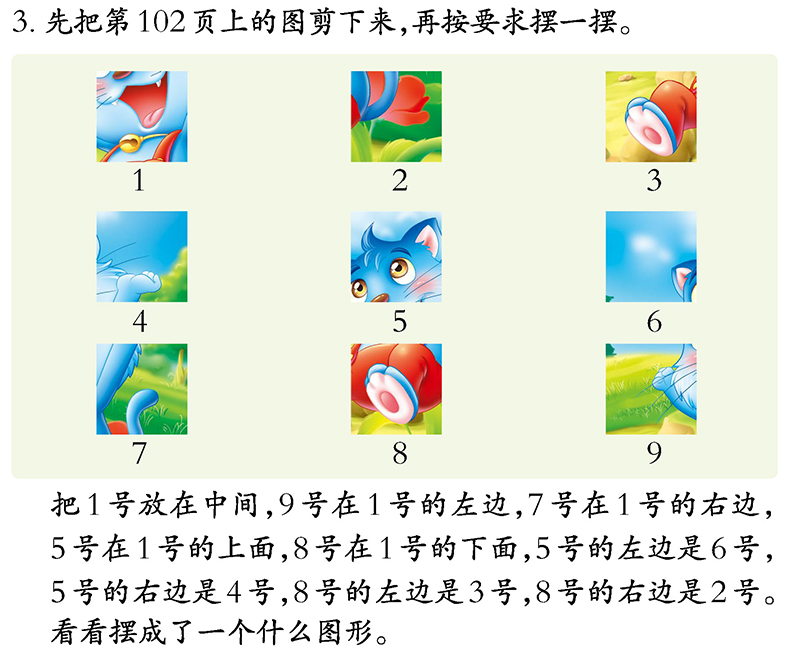 3. 先把第102页上的图剪下来,再按要求摆一摆。
1 2 3
4 5 6
7 8 9
把1号放在中间,9号在1号的左边,7号在1号的右边,
5号在1号的上面,8号在1号的下面,5号的左边是6号,
5号的右边是4号,8号的左边是3号,8号的右边是2号。
看看摆成了一个什么图形。